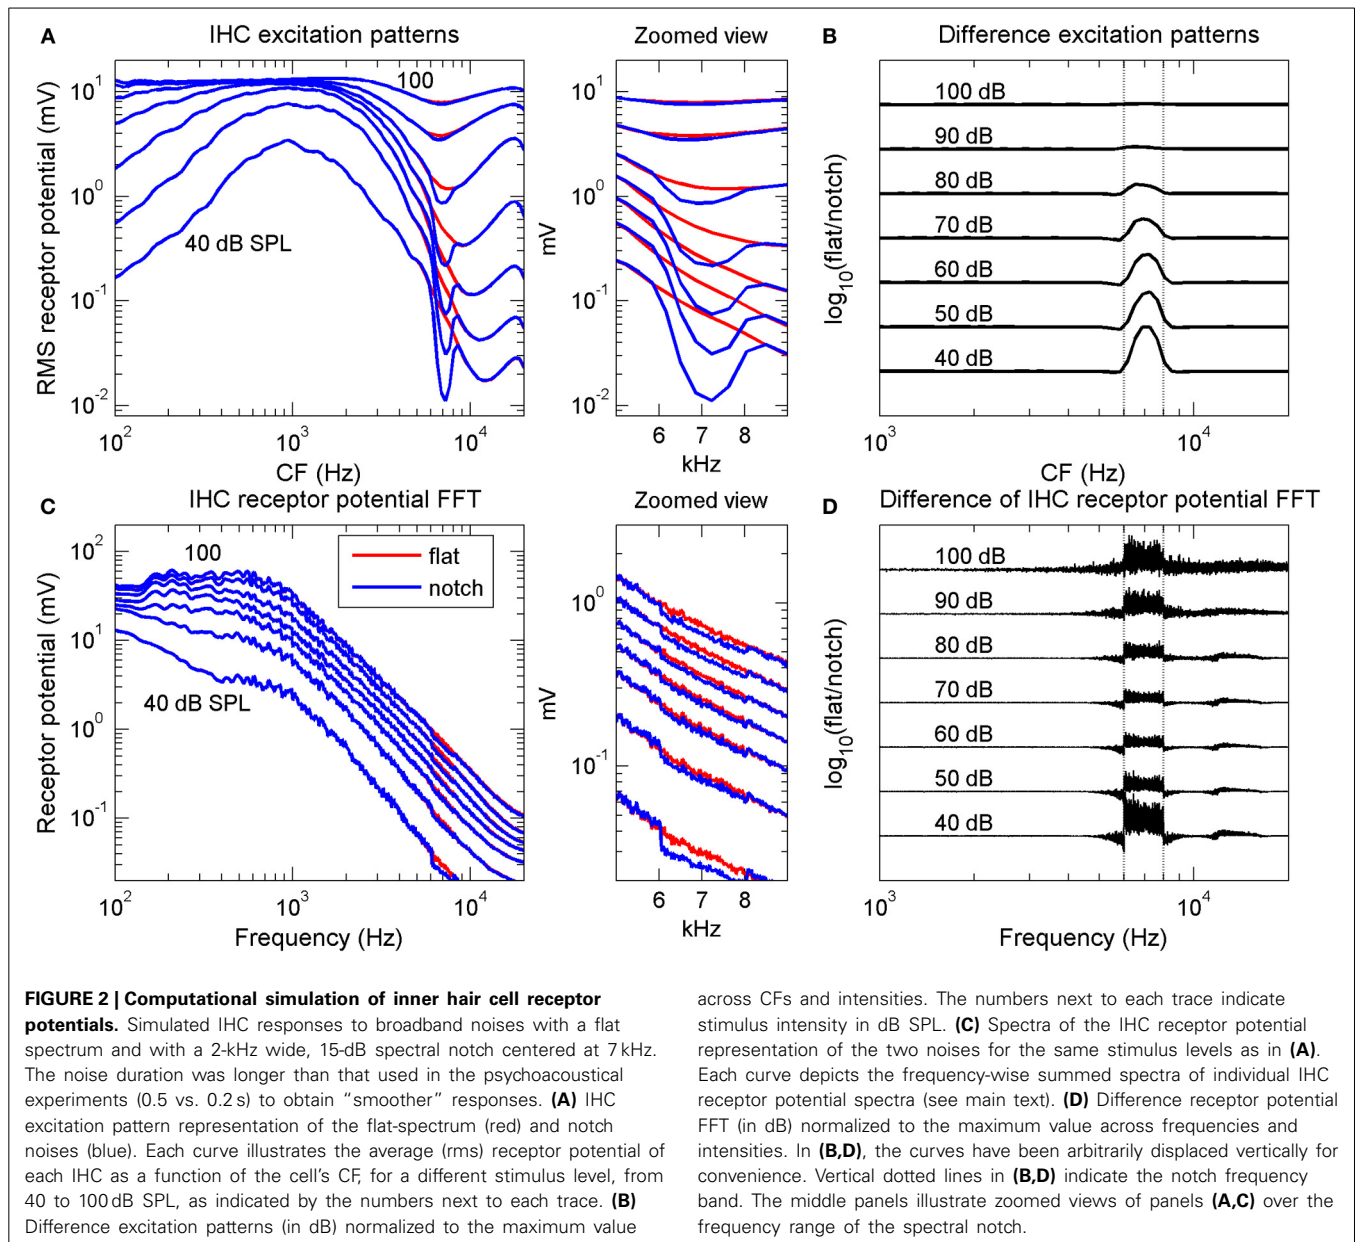 A
IHC excitation patterns
Zoomed view
B
Difference excitation patterns
RMS receptor potential (mV)
10^1
10^0
10^-1
10^-2
100
40 dB SPL
10^2
10^3
10^4
CF (Hz)
mV
10^1
10^0
10^-1
10^-2
6
7
8
kHz
log10(flat/notch)
100 dB
90 dB
80 dB
70 dB
60 dB
50 dB
40 dB
10^3
10^4
CF (Hz)
C
IHC receptor potential FFT
Zoomed view
D
Difference of IHC receptor potential FFT
Receptor potential (mV)
10^2
10^1
10^0
10^-1
100
flat
notch
40 dB SPL
10^2
10^3
10^4
Frequency (Hz)
mV
10^0
10^-1
6
7
8
kHz
log10(flat/notch)
100 dB
90 dB
80 dB
70 dB
60 dB
50 dB
40 dB
10^3
10^4
Frequency (Hz)
FIGURE 2 | Computational simulation of inner hair cell receptor
potentials. Simulated IHC responses to broadband noises with a flat
spectrum and with a 2-kHz wide, 15-dB spectral notch centered at 7 kHz.
The noise duration was longer than that used in the psychoacoustical
experiments (0.5 vs. 0.2 s) to obtain “smoother” responses. (A) IHC
excitation pattern representation of the flat-spectrum (red) and notch
noises (blue). Each curve illustrates the average (rms) receptor potential of
each IHC as a function of the cell’s CF, for a different stimulus level, from
40 to 100 dB SPL, as indicated by the numbers next to each trace. (B)
Difference excitation patterns (in dB) normalized to the maximum value
across CFs and intensities. The numbers next to each trace indicate
stimulus intensity in dB SPL. (C) Spectra of the IHC receptor potential
representation of the two noises for the same stimulus levels as in (A).
Each curve depicts the frequency-wise summed spectra of individual IHC
receptor potential spectra (see main text). (D) Difference receptor potential
FFT (in dB) normalized to the maximum value across frequencies and
intensities. In (B,D), the curves have been arbitrarily displaced vertically for
convenience. Vertical dotted lines in (B,D) indicate the notch frequency
band. The middle panels illustrate zoomed views of panels (A,C) over the
frequency range of the spectral notch.